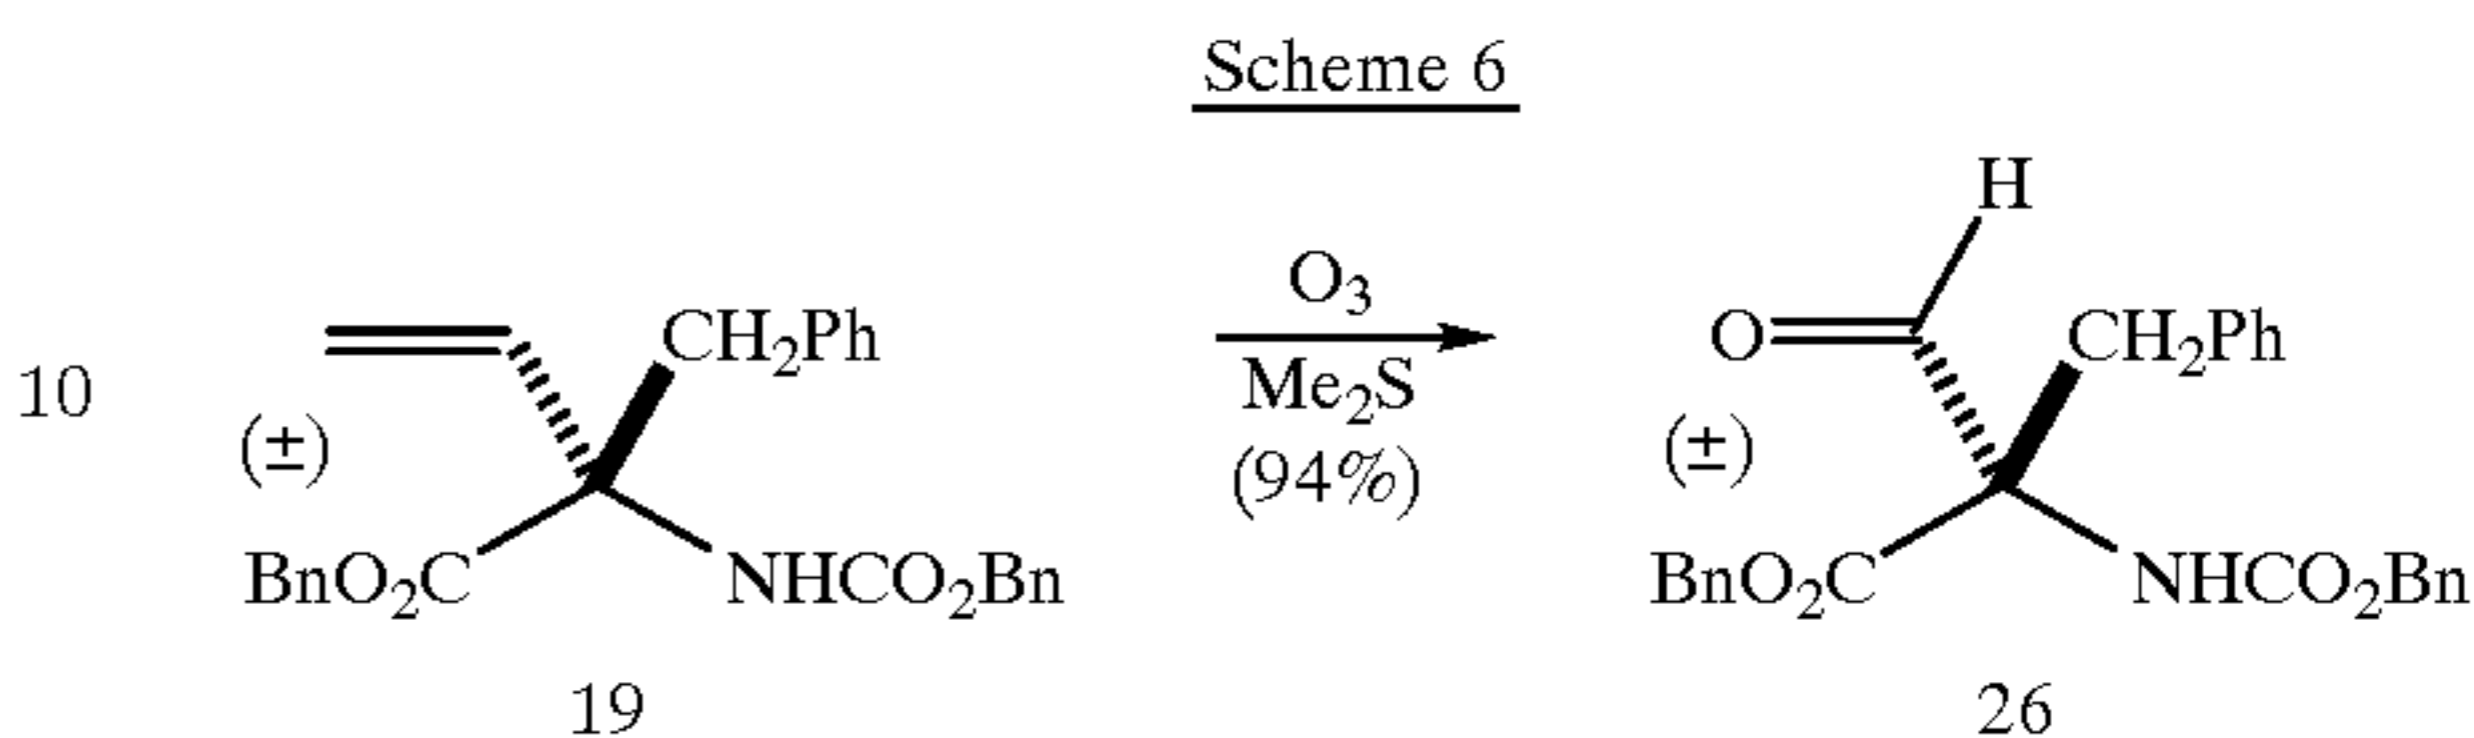 Scheme 6
H
O₃
CH₂Ph
O
CH₂Ph
10
Me₂S
(±)
(94%)
(±)
BnO₂C
NHCO₂Bn
BnO₂C
NHCO₂Bn
19
26